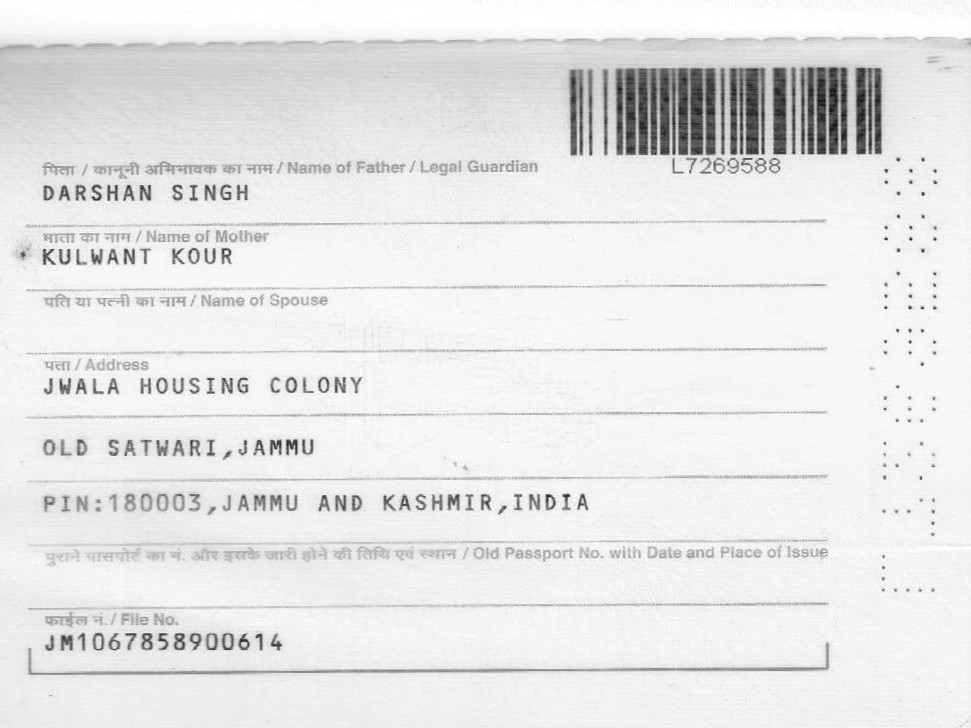 L7269588
पिता / कानूनी अभिभावक का नाम / Name of Father / Legal Guardian
DARSHAN SINGH
माता का नाम / Name of Mother
KULWANT KOUR
पति या पत्नी का नाम / Name of Spouse
पत्ता / Address
JWALA HOUSING COLONY
OLD SATWARI,JAMMU
PIN:180003,JAMMU AND KASHMIR,INDIA
पुराने पासपोर्ट का नं. और इसके जारी होने की तिथि एवं स्थान / Old Passport No. with Date and Place of Issue
फाईल नं./ File No.
JM1067858900614